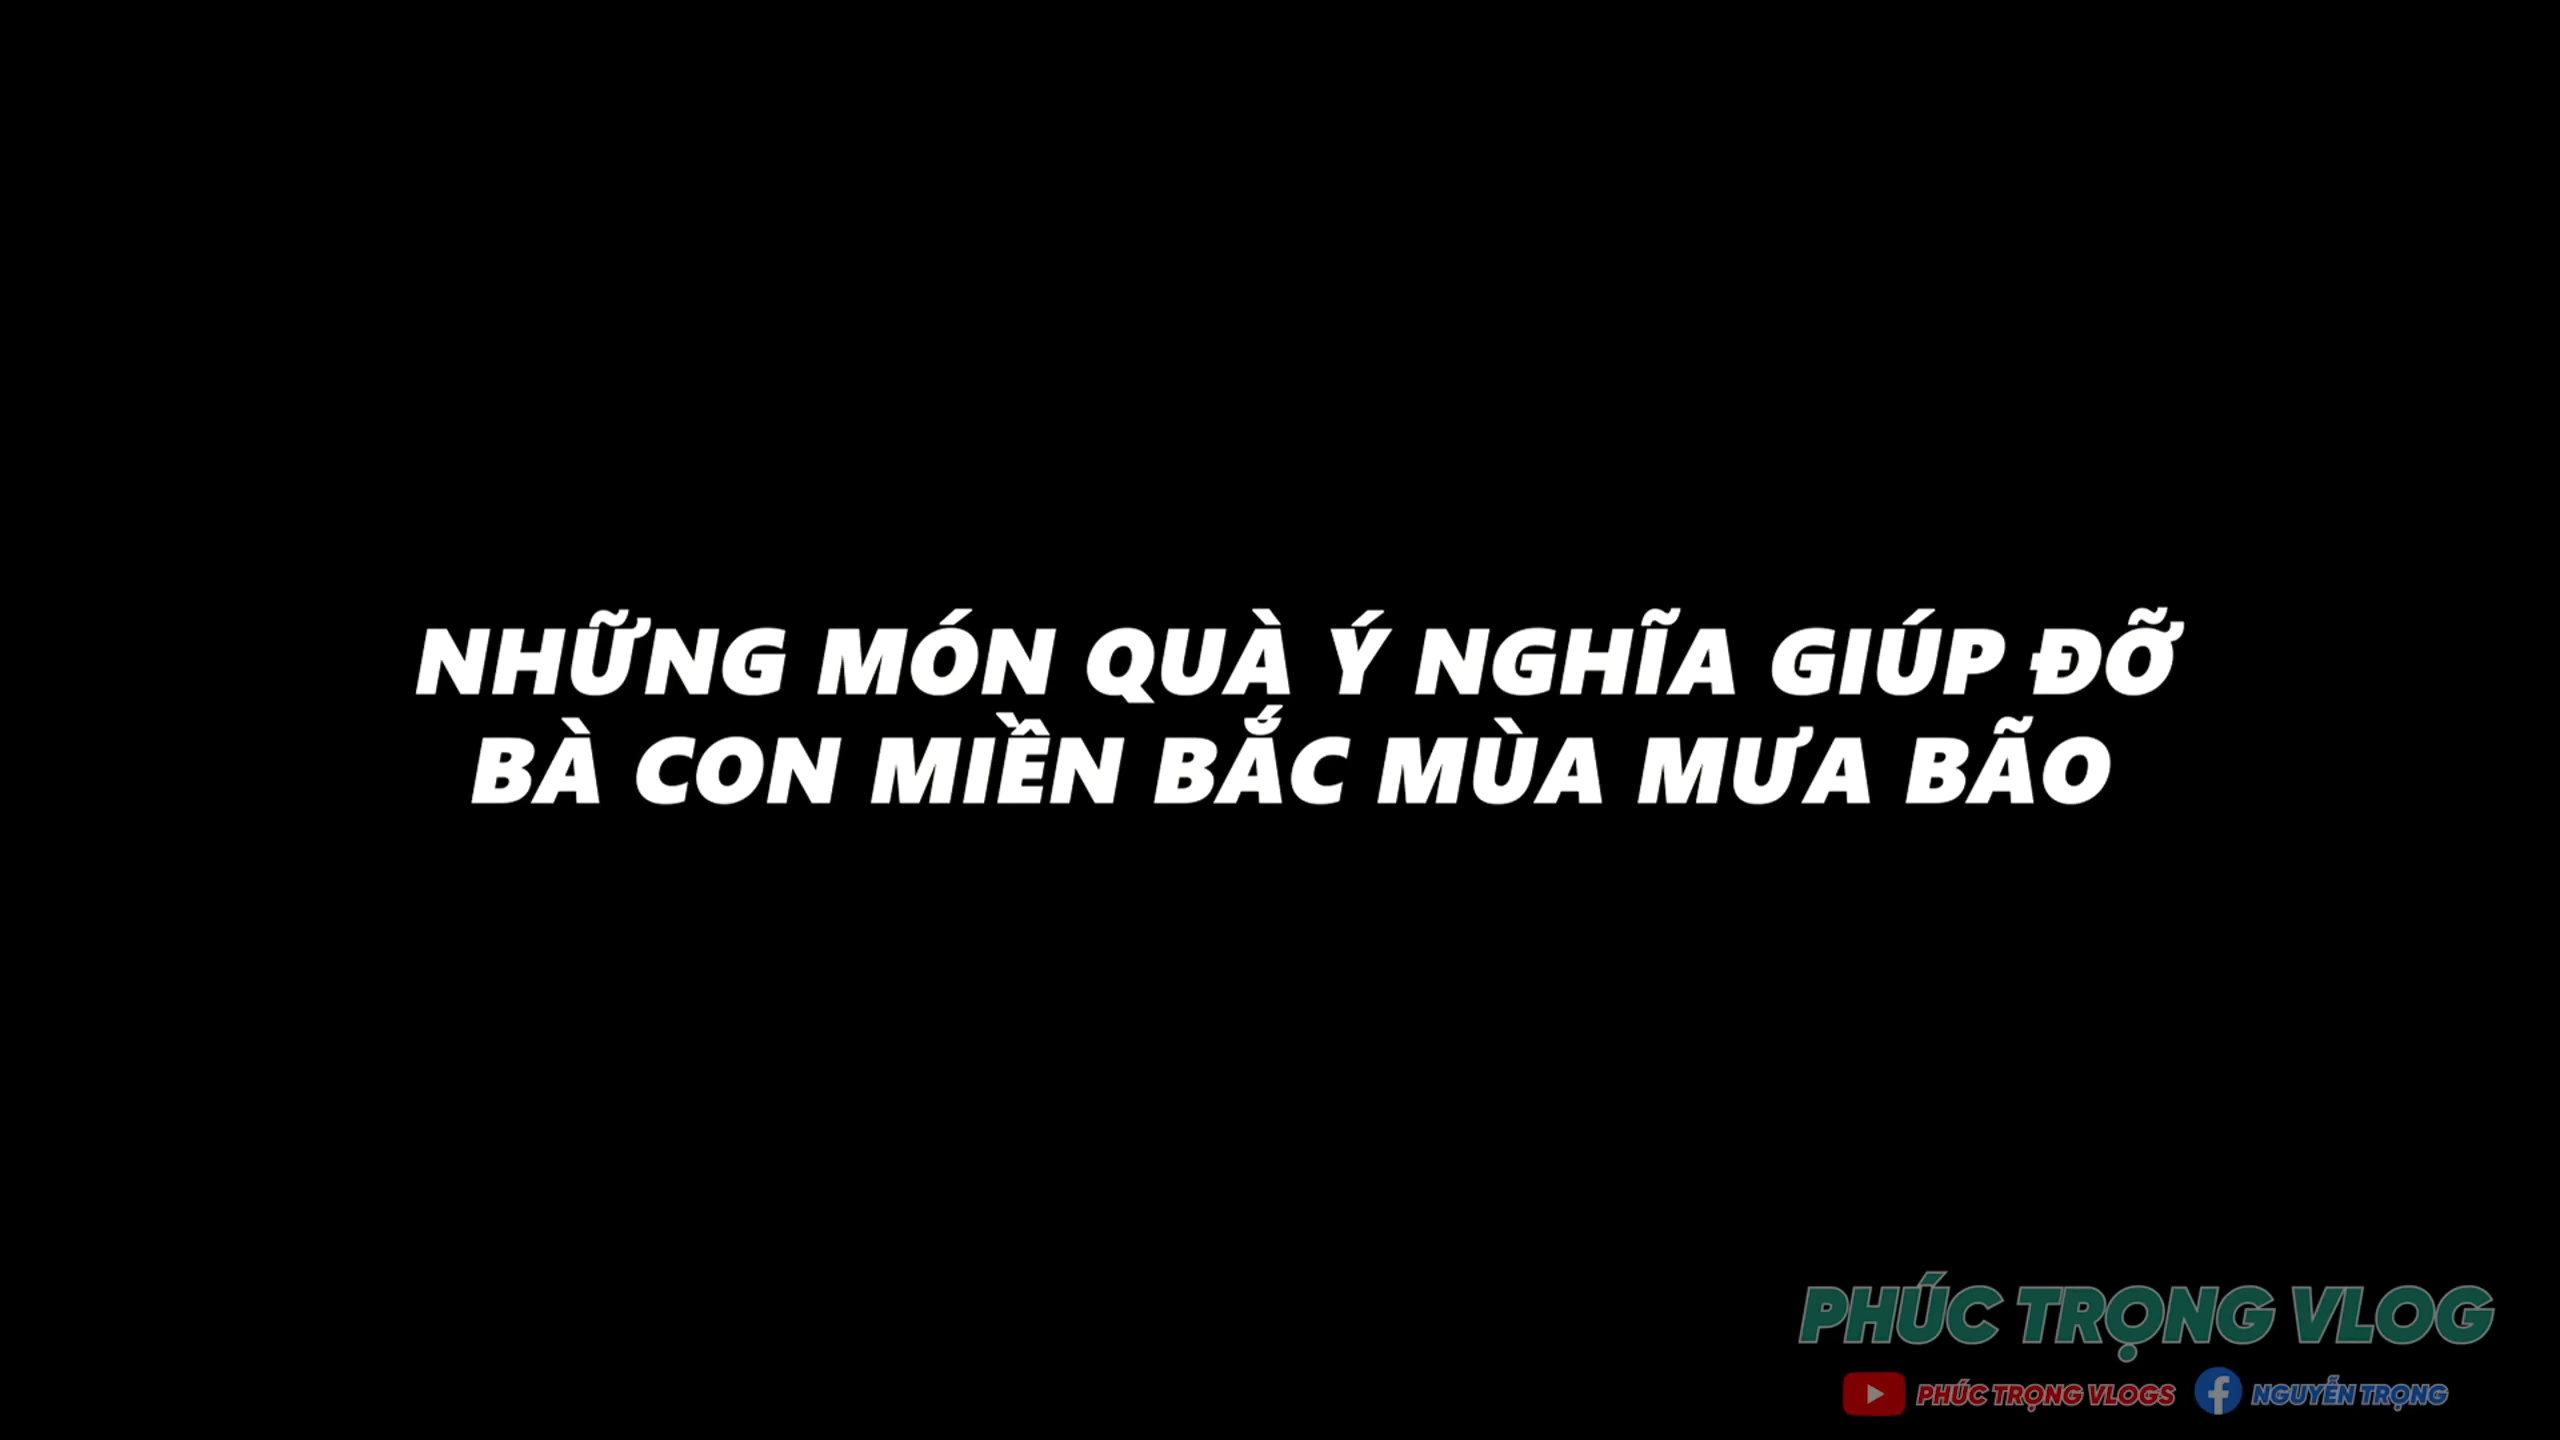 NHỮNG MÓN QUÀ Ý NGHĨA GIÚP ĐỠ
BÀ CON MIỀN BẮC MÙA MƯA BÃO
PHÚC TRỌNG VLOG
PHÚC TRỌNG VLOGS NGUYỄN TRỌNG